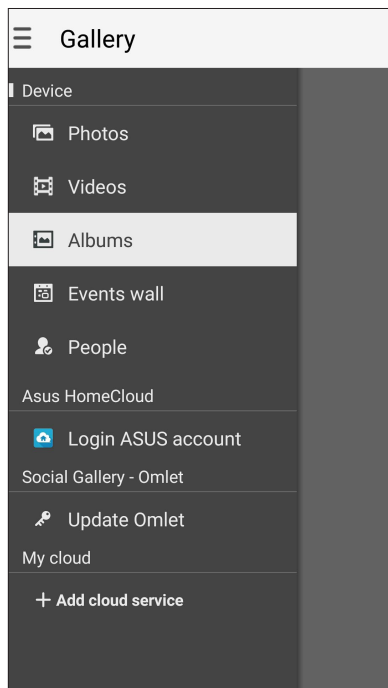 Gallery
Device
Photos
Videos
Albums
Events wall
People
Asus HomeCloud
Login ASUS account
Social Gallery - Omlet
Update Omlet
My cloud
+ Add cloud service